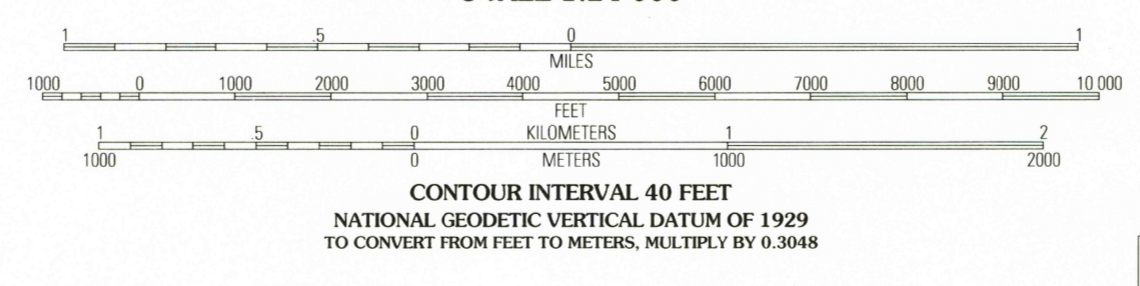 1 .5 0 1
MILES
1000 0 1000 2000 3000 4000 5000 6000 7000 8000 9000 10 000
FEET
1 .5 0 KILOMETERS 1 2
1000 0 METERS 1000 2000
CONTOUR INTERVAL 40 FEET
NATIONAL GEODETIC VERTICAL DATUM OF 1929
TO CONVERT FROM FEET TO METERS, MULTIPLY BY 0.3048